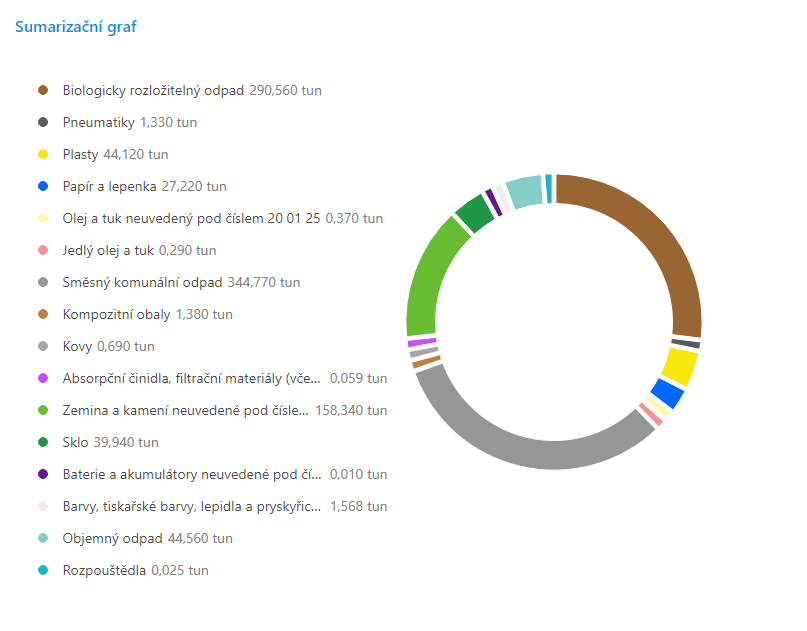 Sumarizační graf
Biologicky rozložitelný odpad 290,560 tun
Pneumatiky 1,330 tun
Plasty 44,120 tun
Papír a lepenka 27,220 tun
Olej a tuk neuvedený pod číslem 20 01 25 0,370 tun
Jedlý olej a tuk 0,290 tun
Směsný komunální odpad 344,770 tun
Kompozitní obaly 1,380 tun
Kovy 0,690 tun
Absorpční činidla, filtrační materiály (vče... 0,059 tun
Zemina a kamení neuvedené pod čísle... 158,340 tun
Sklo 39,940 tun
Baterie a akumulátory neuvedené pod čí... 0,010 tun
Barvy, tiskařské barvy, lepidla a pryskyřic... 1,568 tun
Objemný odpad 44,560 tun
Rozpouštědla 0,025 tun